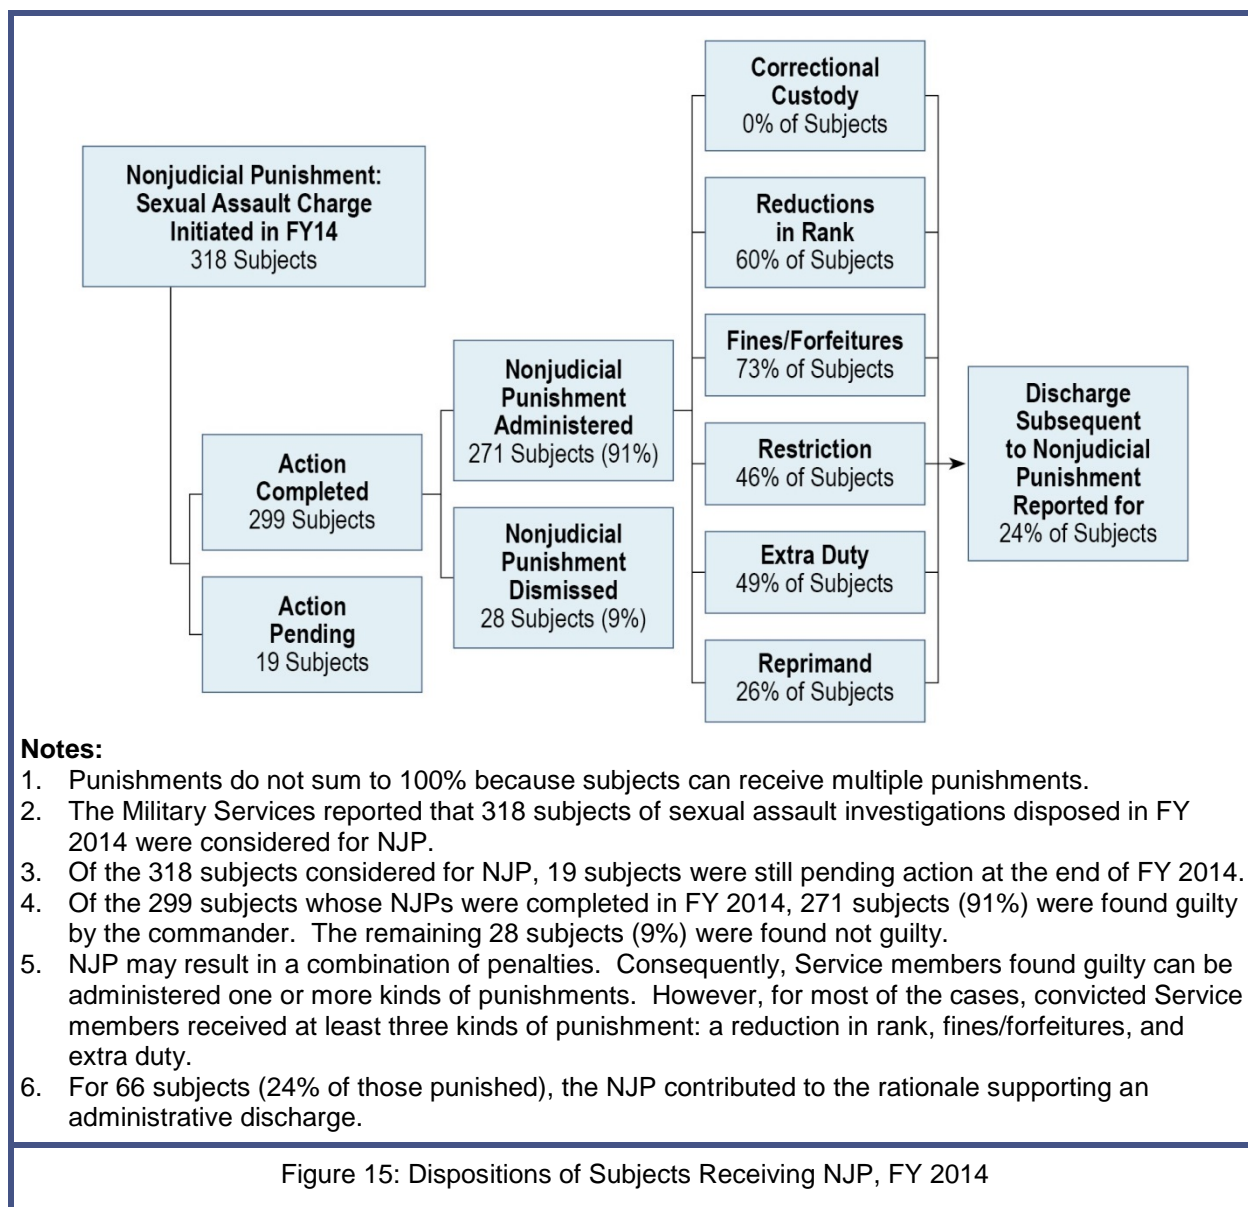 Nonjudicial Punishment:
Sexual Assault Charge
Initiated in FY14
318 Subjects
Action
Completed
299 Subjects
Action
Pending
19 Subjects
Nonjudicial
Punishment
Administered
271 Subjects (91%)
Nonjudicial
Punishment
Dismissed
28 Subjects (9%)
Correctional
Custody
0% of Subjects
Reductions
in Rank
60% of Subjects
Fines/Forfeitures
73% of Subjects
Restriction
46% of Subjects
Extra Duty
49% of Subjects
Reprimand
26% of Subjects
Discharge
Subsequent
to Nonjudicial
Punishment
Reported for
24% of Subjects
Notes:
1. Punishments do not sum to 100% because subjects can receive multiple punishments.
2. The Military Services reported that 318 subjects of sexual assault investigations disposed in FY
2014 were considered for NJP.
3. Of the 318 subjects considered for NJP, 19 subjects were still pending action at the end of FY 2014.
4. Of the 299 subjects whose NJPs were completed in FY 2014, 271 subjects (91%) were found guilty
by the commander. The remaining 28 subjects (9%) were found not guilty.
5. NJP may result in a combination of penalties. Consequently, Service members found guilty can be
administered one or more kinds of punishments. However, for most of the cases, convicted Service
members received at least three kinds of punishment: a reduction in rank, fines/forfeitures, and
extra duty.
6. For 66 subjects (24% of those punished), the NJP contributed to the rationale supporting an
administrative discharge.
Figure 15: Dispositions of Subjects Receiving NJP, FY 2014